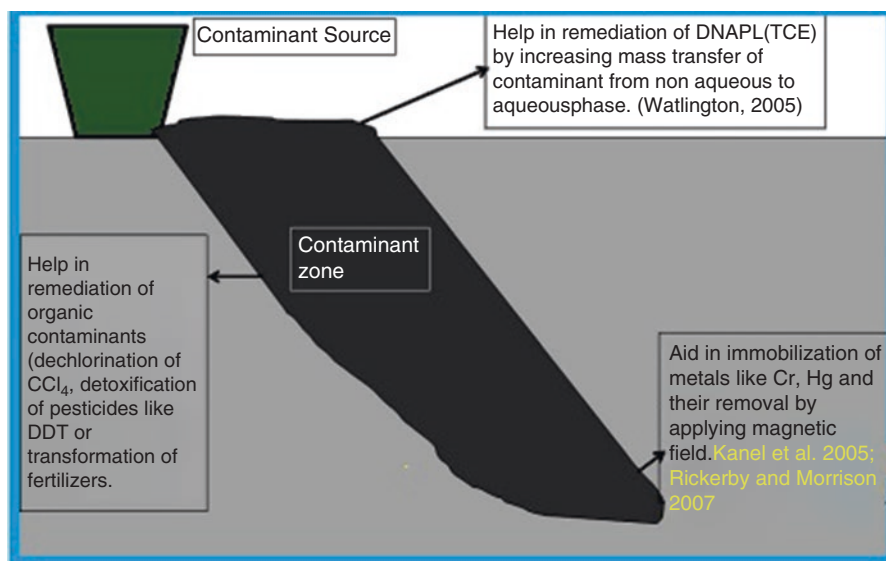 Contaminant Source
Help in remediation of DNAPL(TCE)
by increasing mass transfer of
contaminant from non aqueous to
aqueousphase. (Watlington, 2005)
Contaminant
zone
Help in
remediation of
organic
contaminants
(dechlorination of
CCl₄, detoxification
of pesticides like
DDT or
transformation of
fertilizers.
Aid in immobilization of
metals like Cr, Hg and
their removal by
applying magnetic
field.Kanel et al. 2005;
Rickerby and Morrison
2007